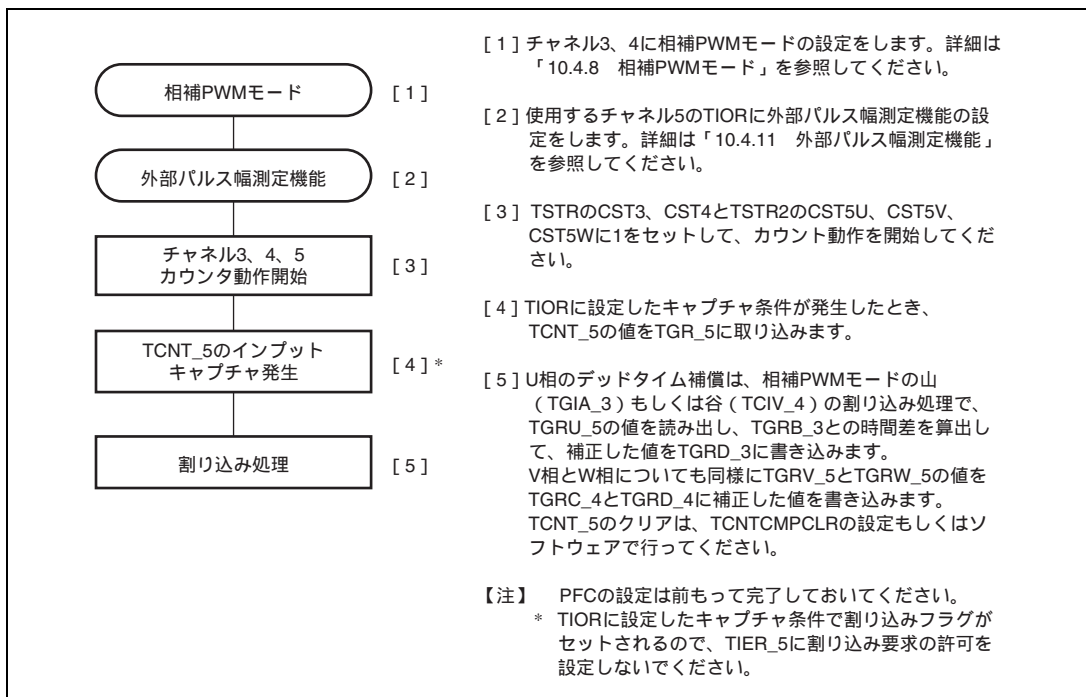 相補PWMモード
[1]
外部パルス幅測定機能
[2]
チャネル3、4、5
カウンタ動作開始
[3]
TCNT_5のインプット
キャプチャ発生
[4]*
割り込み処理
[5]
[1]チャネル3、4に相補PWMモードの設定をします。詳細は
「10.4.8 相補PWMモード」を参照してください。
[2]使用するチャネル5のTIORに外部パルス幅測定機能の設
定をします。詳細は「10.4.11 外部パルス幅測定機能」
を参照してください。
[3] TSTRのCST3、CST4とTSTR2のCST5U、CST5V、
CST5Wに1をセットして、カウント動作を開始してくだ
さい。
[4]TIORに設定したキャプチャ条件が発生したとき、
TCNT_5の値をTGR_5に取り込みます。
[5]U相のデッドタイム補償は、相補PWMモードの山
(TGIA_3)もしくは谷(TCIV_4)の割り込み処理で、
TGRU_5の値を読み出し、TGRB_3との時間差を算出し
て、補正した値をTGRD_3に書き込みます。
V相とW相についても同様にTGRV_5とTGRW_5の値を
TGRC_4とTGRD_4に補正した値を書き込みます。
TCNT_5のクリアは、TCNTCMPCLRの設定もしくはソ
フトウェアで行ってください。
【注】 PFCの設定は前もって完了しておいてください。
* TIORに設定したキャプチャ条件で割り込みフラグが
セットされるので、TIER_5に割り込み要求の許可を
設定しないでください。